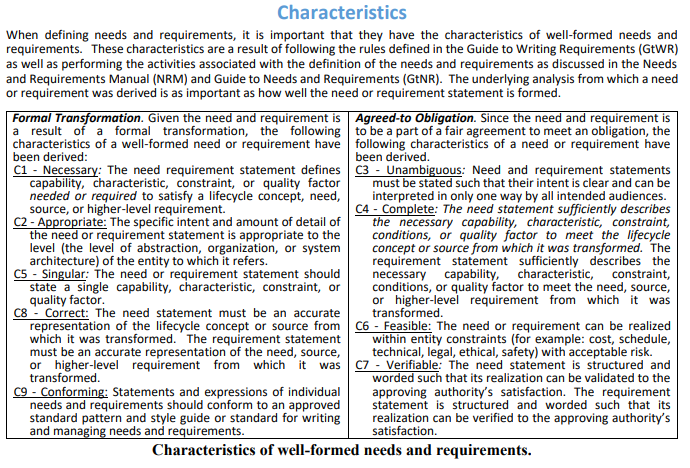 Characteristics
When defining needs and requirements, it is important that they have the characteristics of well-formed needs and
requirements. These characteristics are a result of following the rules defined in the Guide to Writing Requirements (GtWR)
as well as performing the activities associated with the definition of the needs and requirements as discussed in the Needs
and Requirements Manual (NRM) and Guide to Needs and Requirements (GtNR). The underlying analysis from which a need
or requirement was derived is as important as how well the need or requirement statement is formed.
Formal Transformation. Given the need and requirement is
a result of a formal transformation, the following
characteristics of a well-formed need or requirement have
been derived:
C1 - Necessary: The need requirement statement defines
capability, characteristic, constraint, or quality factor
needed or required to satisfy a lifecycle concept, need,
source, or higher-level requirement.
C2 - Appropriate: The specific intent and amount of detail of
the need or requirement statement is appropriate to the
level (the level of abstraction, organization, or system
architecture) of the entity to which it refers.
C5 - Singular: The need or requirement statement should
state a single capability, characteristic, constraint, or
quality factor.
C8 - Correct: The need statement must be an accurate
representation of the lifecycle concept or source from
which it was transformed. The requirement statement
must be an accurate representation of the need, source,
or higher-level requirement from which it was
transformed.
C9 - Conforming: Statements and expressions of individual
needs and requirements should conform to an approved
standard pattern and style guide or standard for writing
and managing needs and requirements.
Agreed-to Obligation. Since the need and requirement is
to be a part of a fair agreement to meet an obligation, the
following characteristics of a need or requirement have
been derived.
C3 - Unambiguous: Need and requirement statements
must be stated such that their intent is clear and can be
interpreted in only one way by all intended audiences.
C4 - Complete: The need statement sufficiently describes
the necessary capability, characteristic, constraint,
conditions, or quality factor to meet the lifecycle
concept or source from which it was transformed. The
requirement statement sufficiently describes the
necessary capability, characteristic, constraint,
conditions, or quality factor to meet the need, source,
or higher-level requirement from which it was
transformed.
C6 - Feasible: The need or requirement can be realized
within entity constraints (for example: cost, schedule,
technical, legal, ethical, safety) with acceptable risk.
C7 - Verifiable: The need statement is structured and
worded such that its realization can be validated to the
approving authority's satisfaction. The requirement
statement is structured and worded such that its
realization can be verified to the approving authority's
satisfaction.
Characteristics of well-formed needs and requirements.